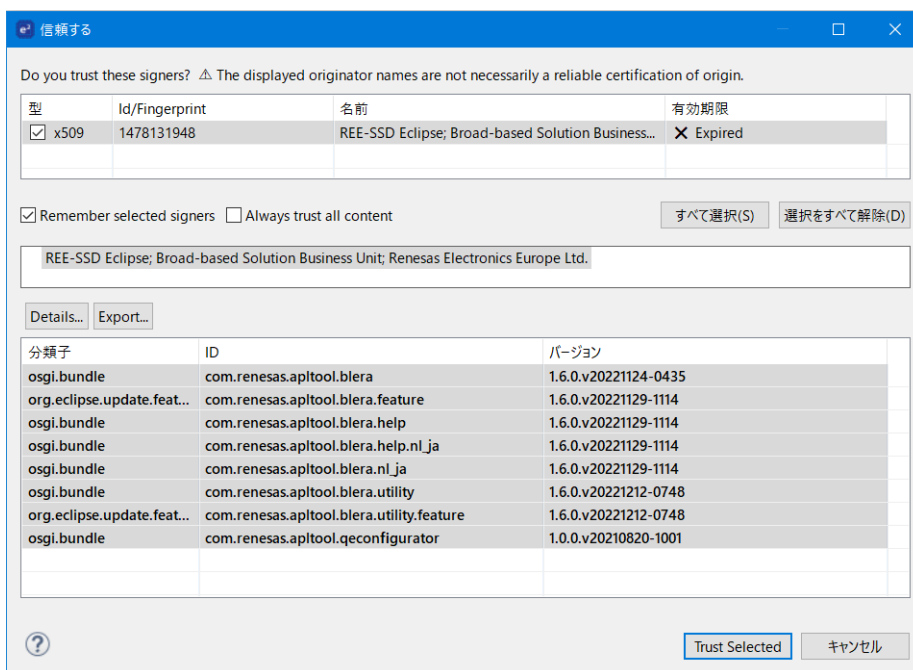 e² 信頼する
Do you trust these signers? ⚠ The displayed originator names are not necessarily a reliable certification of origin.
型 Id/Fingerprint 名前 有効期限
x509 1478131948 REE-SSD Eclipse; Broad-based Solution Business... ✕ Expired
Remember selected signers Always trust all content すべて選択(S) 選択をすべて解除(D)
REE-SSD Eclipse; Broad-based Solution Business Unit; Renesas Electronics Europe Ltd.
Details... Export...
分類子 ID バージョン
osgi.bundle com.renesas.apltool.blera 1.6.0.v20221124-0435
org.eclipse.update.feat... com.renesas.apltool.blera.feature 1.6.0.v20221129-1114
osgi.bundle com.renesas.apltool.blera.help 1.6.0.v20221129-1114
osgi.bundle com.renesas.apltool.blera.help.nl_ja 1.6.0.v20221129-1114
osgi.bundle com.renesas.apltool.blera.nl_ja 1.6.0.v20221129-1114
osgi.bundle com.renesas.apltool.blera.utility 1.6.0.v20221212-0748
org.eclipse.update.feat... com.renesas.apltool.blera.utility.feature 1.6.0.v20221212-0748
osgi.bundle com.renesas.apltool.qeconfigurator 1.0.0.v20210820-1001
? Trust Selected キャンセル